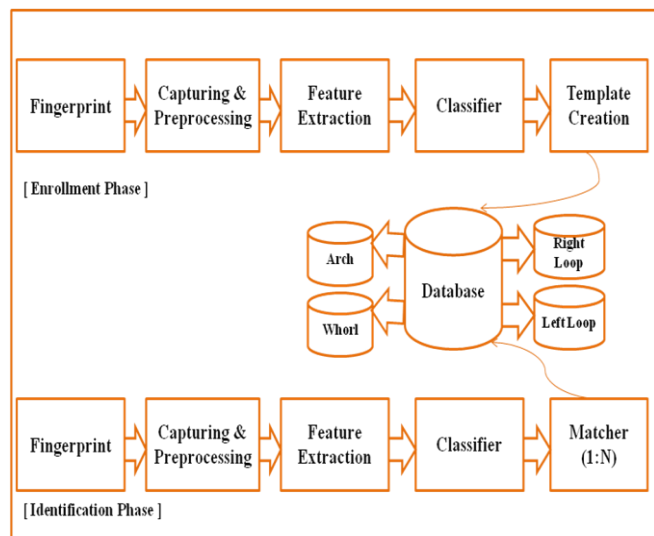 Fingerprint
Capturing &
Preprocessing
Feature
Extraction
Classifier
Template
Creation
[ Enrollment Phase ]
Arch
Whorl
Database
Right
Loop
Left Loop
Fingerprint
Capturing &
Preprocessing
Feature
Extraction
Classifier
Matcher
(1:N)
[ Identification Phase ]